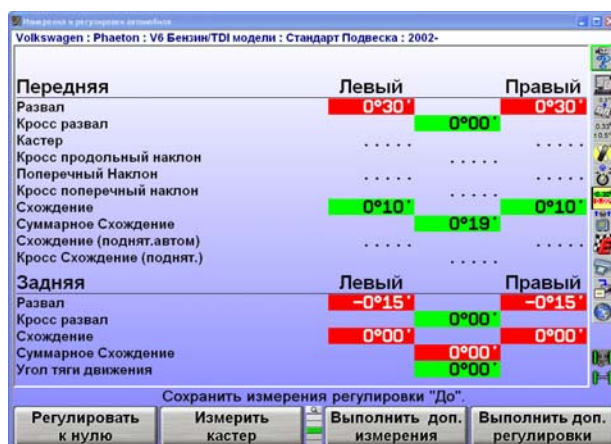 Измерения и регулировки автомобиля
Volkswagen : Phaeton : V6 Бензин/TDI модели : Стандарт Подвеска : 2002-
Передняя Левый Правый
Развал 0°30' 0°30'
Кросс развал 0°00'
Кастер ..... .....
Кросс продольный наклон .....
Поперечный Наклон ..... .....
Кросс поперечный наклон .....
Схождение 0°10' 0°10'
Суммарное Схождение 0°19'
Схождение (поднят.автом) ..... .....
Кросс Схождение (поднят.) .....
Задняя Левый Правый
Развал -0°15' -0°15'
Кросс развал 0°00'
Схождение 0°00' 0°00'
Суммарное Схождение 0°00'
Угол тяги движения 0°00'
Сохранить измерения регулировки "До".
Регулировать к нулю
Измерить кастер
Выполнить доп. измерения
Выполнить доп. регулировки